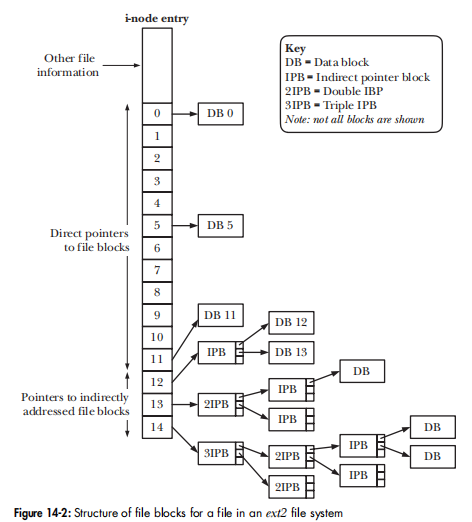 i-node entry
Other file
information
Key
DB = Data block
IPB = Indirect pointer block
2IPB = Double IBP
3IPB = Triple IPB
Note: not all blocks are shown
0
DB 0
1
2
3
4
5
DB 5
Direct pointers
to file blocks
6
7
8
9
DB 11
DB 12
10
11
IPB
DB 13
12
DB
Pointers to indirectly
addressed file blocks
13
2IPB
IPB
IPB
14
DB
3IPB
2IPB
IPB
DB
2IPB
IPB
Figure 14-2: Structure of file blocks for a file in an ext2 file system